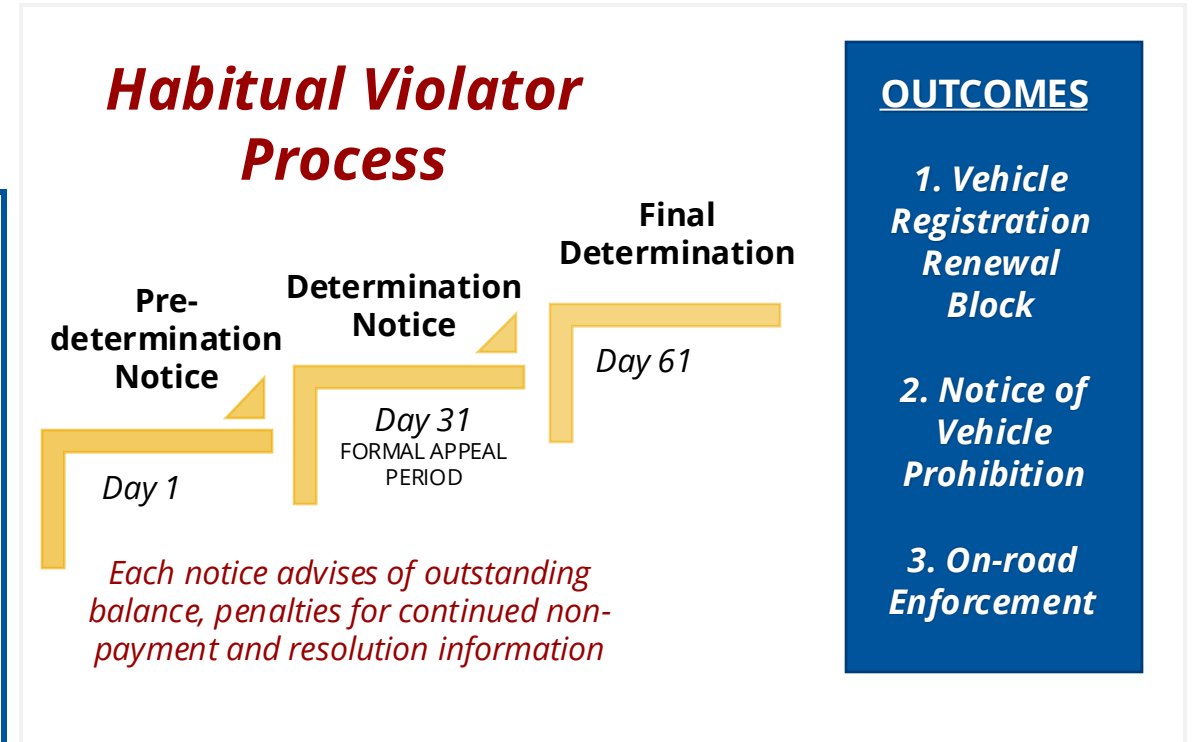 Habitual Violator
Process
Pre-
determination
Notice
Day 1
Determination
Notice
Day 31
FORMAL APPEAL
PERIOD
Final
Determination
Day 61
Each notice advises of outstanding
balance, penalties for continued non-
payment and resolution information
OUTCOMES
1. Vehicle
Registration
Renewal
Block
2. Notice of
Vehicle
Prohibition
3. On-road
Enforcement